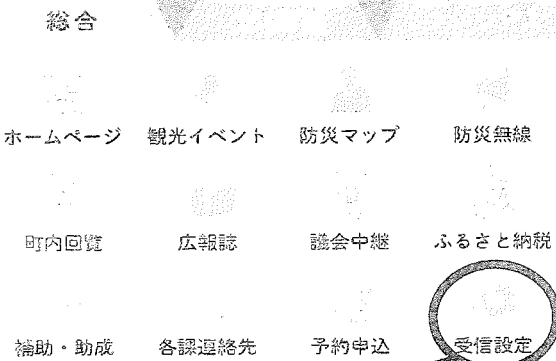 総合
ホームページ 観光イベント 防災マップ 防災無線
町内回覧 広報誌 議会中継 ふるさと納税
補助・助成 各課連絡先 予約申込 受信設定